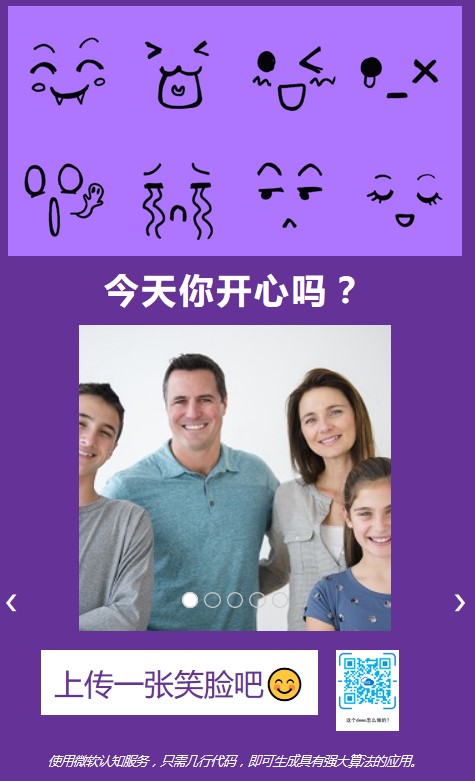 今天你开心吗？
上传一张笑脸吧😊
这个demo怎么做的？
使用微软认知服务，只需几行代码，即可生成具有强大算法的应用。